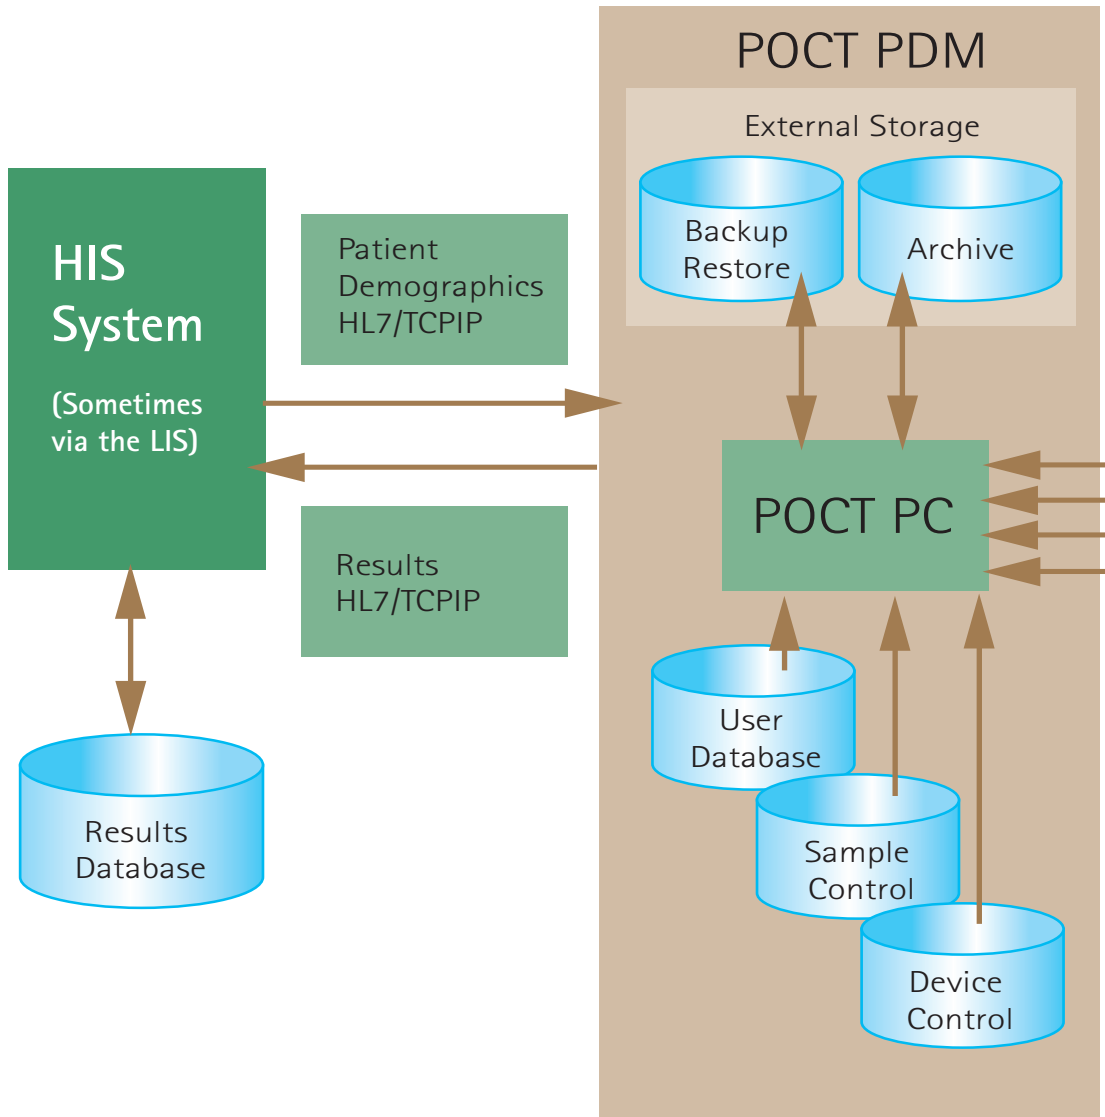 POCT PDM
External Storage
Backup
Restore
Archive
HIS
System
(Sometimes
via the LIS)
Patient
Demographics
HL7/TCPIP
Results
HL7/TCPIP
POCT PC
Results
Database
User
Database
Sample
Control
Device
Control